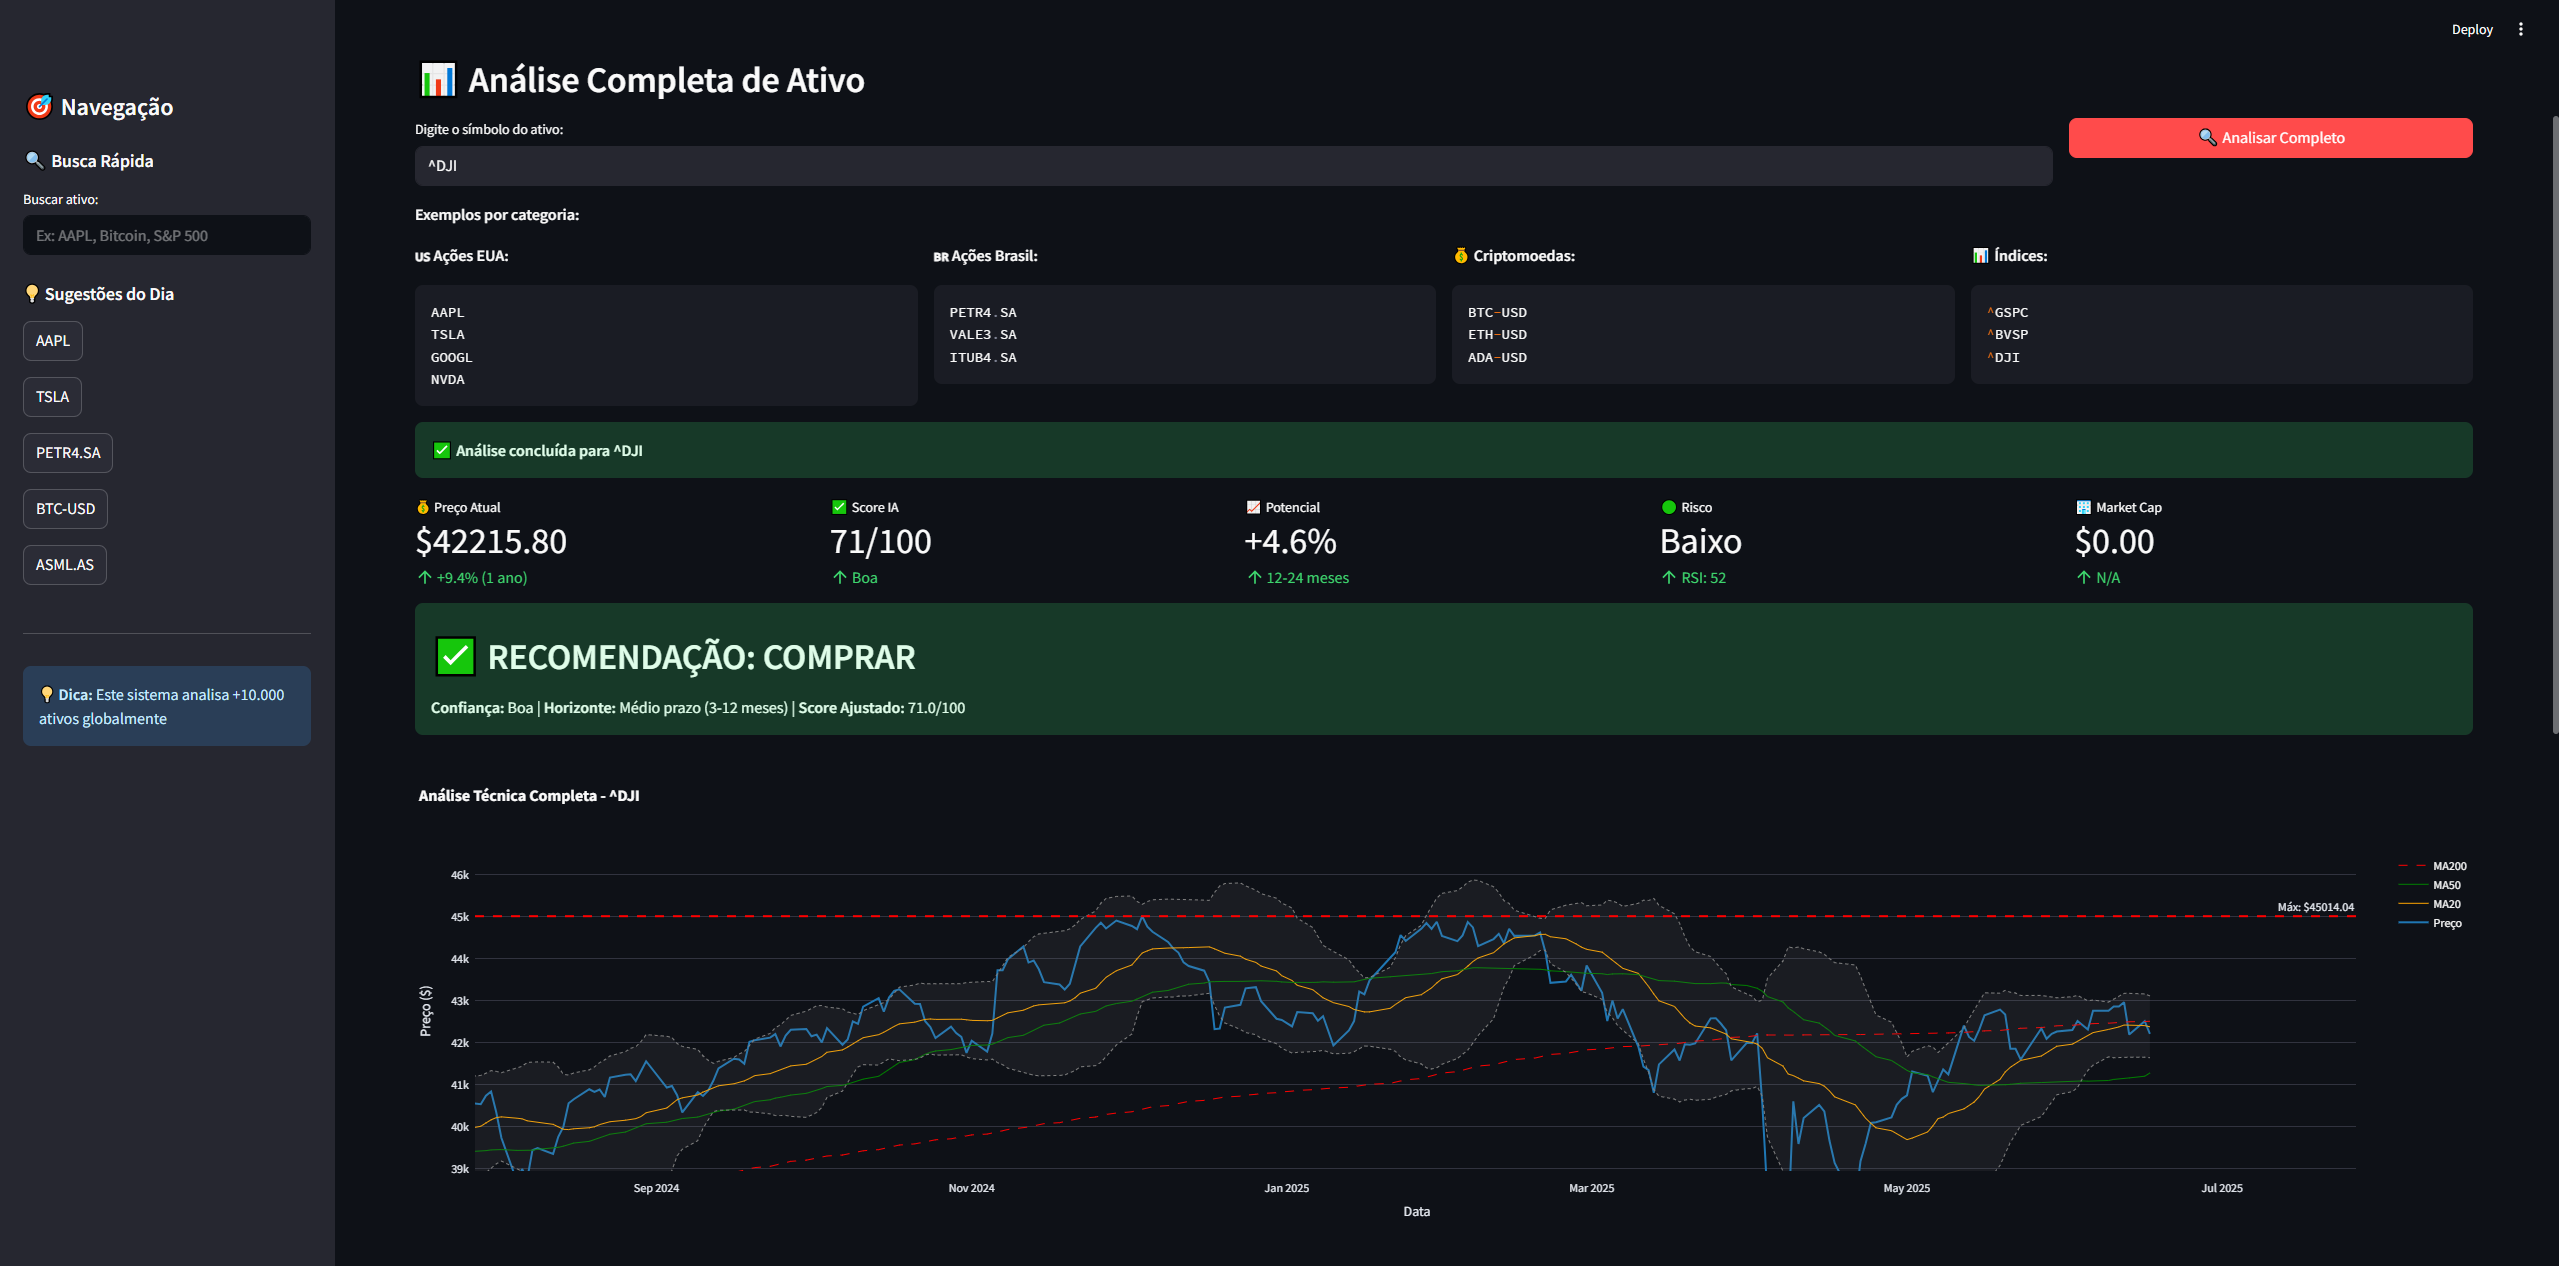 Deploy
🎯 Navegação
🔍 Busca Rápida
Buscar ativo:
Ex: AAPL, Bitcoin, S&P 500
💡 Sugestões do Dia
AAPL
TSLA
PETR4.SA
BTC-USD
ASML.AS
💡 Dica: Este sistema analisa +10.000
ativos globalmente
📊 Análise Completa de Ativo
Digite o símbolo do ativo:
^DJI
🔍 Analisar Completo
Exemplos por categoria:
US Ações EUA:
AAPL
TSLA
GOOGL
NVDA
BR Ações Brasil:
PETR4.SA
VALE3.SA
ITUB4.SA
💰 Criptomoedas:
BTC-USD
ETH-USD
ADA-USD
📊 Índices:
^GSPC
^BVSP
^DJI
✅ Análise concluída para ^DJI
💰 Preço Atual
$42215.80
↑ +9.4% (1 ano)
✅ Score IA
71/100
↑ Boa
📈 Potencial
+4.6%
↑ 12-24 meses
🟢 Risco
Baixo
↑ RSI: 52
🏢 Market Cap
$0.00
↑ N/A
✅ RECOMENDAÇÃO: COMPRAR
Confiança: Boa | Horizonte: Médio prazo (3-12 meses) | Score Ajustado: 71.0/100
Análise Técnica Completa - ^DJI
Preço ($)
46k
45k
44k
43k
42k
41k
40k
39k
Máx: $45014.04
MA200
MA50
MA20
Preço
Sep 2024
Nov 2024
Jan 2025
Mar 2025
May 2025
Jul 2025
Data